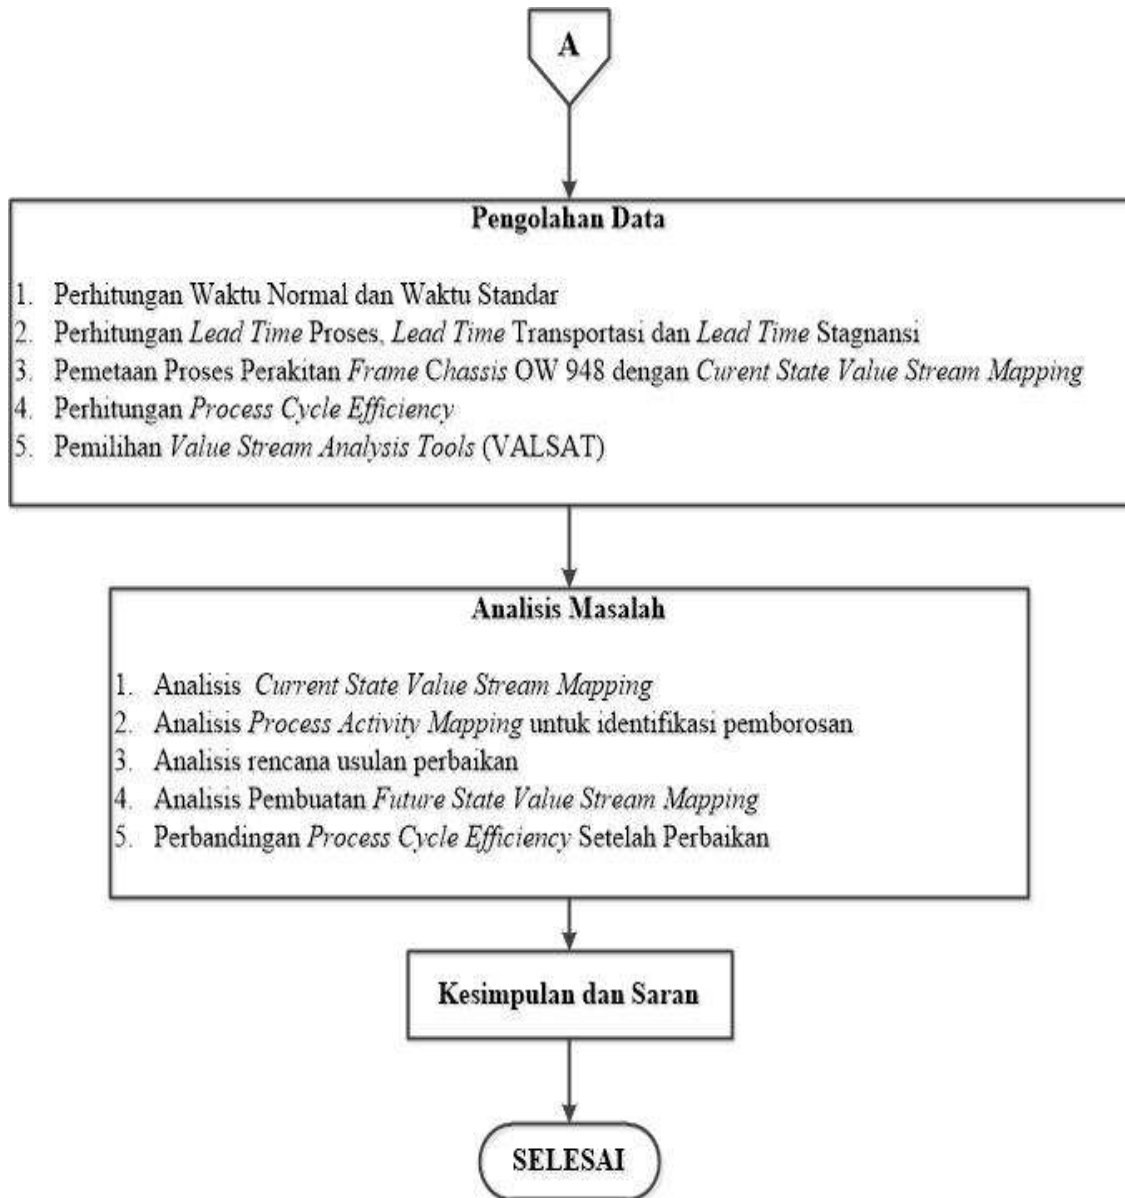 A
Pengolahan Data
1. Perhitungan Waktu Normal dan Waktu Standar
2. Perhitungan Lead Time Proses, Lead Time Transportasi dan Lead Time Stagnansi
3. Pemetaan Proses Perakitan Frame Chassis OW 948 dengan Curent State Value Stream Mapping
4. Perhitungan Process Cycle Efficiency
5. Pemilihan Value Stream Analysis Tools (VALSAT)
Analisis Masalah
1. Analisis Current State Value Stream Mapping
2. Analisis Process Activity Mapping untuk identifikasi pemborosan
3. Analisis rencana usulan perbaikan
4. Analisis Pembuatan Future State Value Stream Mapping
5. Perbandingan Process Cycle Efficiency Setelah Perbaikan
Kesimpulan dan Saran
SELESAI